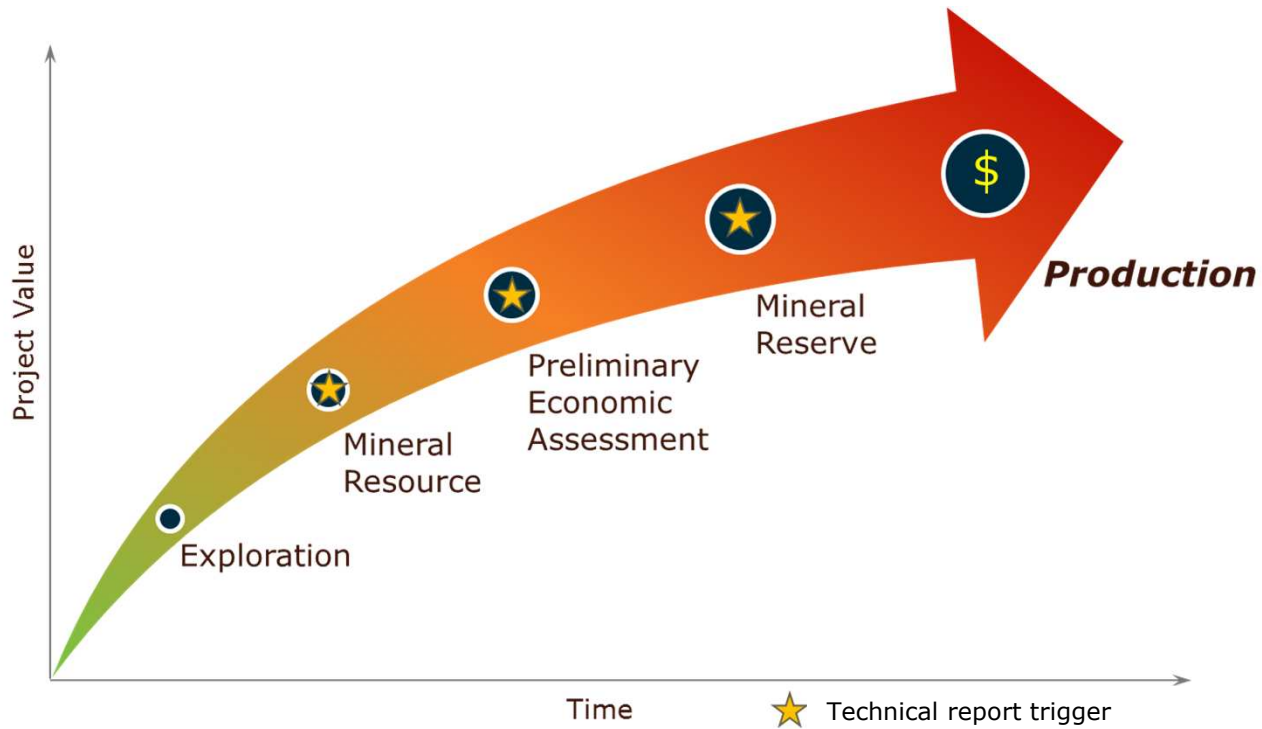 $
Production
Project Value
Mineral
Reserve
Preliminary
Economic
Assessment
Mineral
Resource
Exploration
Time
Technical report trigger